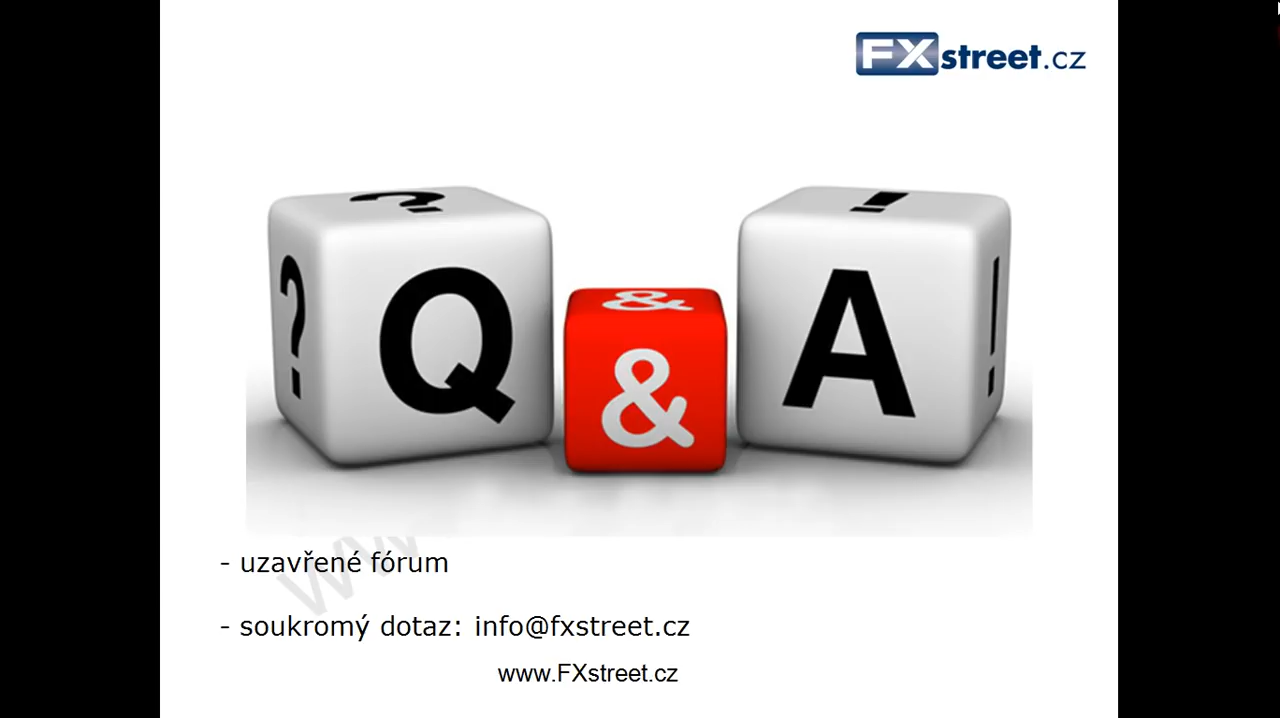 FXstreet.cz
? ? Q & & A ! !
- uzavřené fórum
- soukromý dotaz: info@fxstreet.cz
www.FXstreet.cz